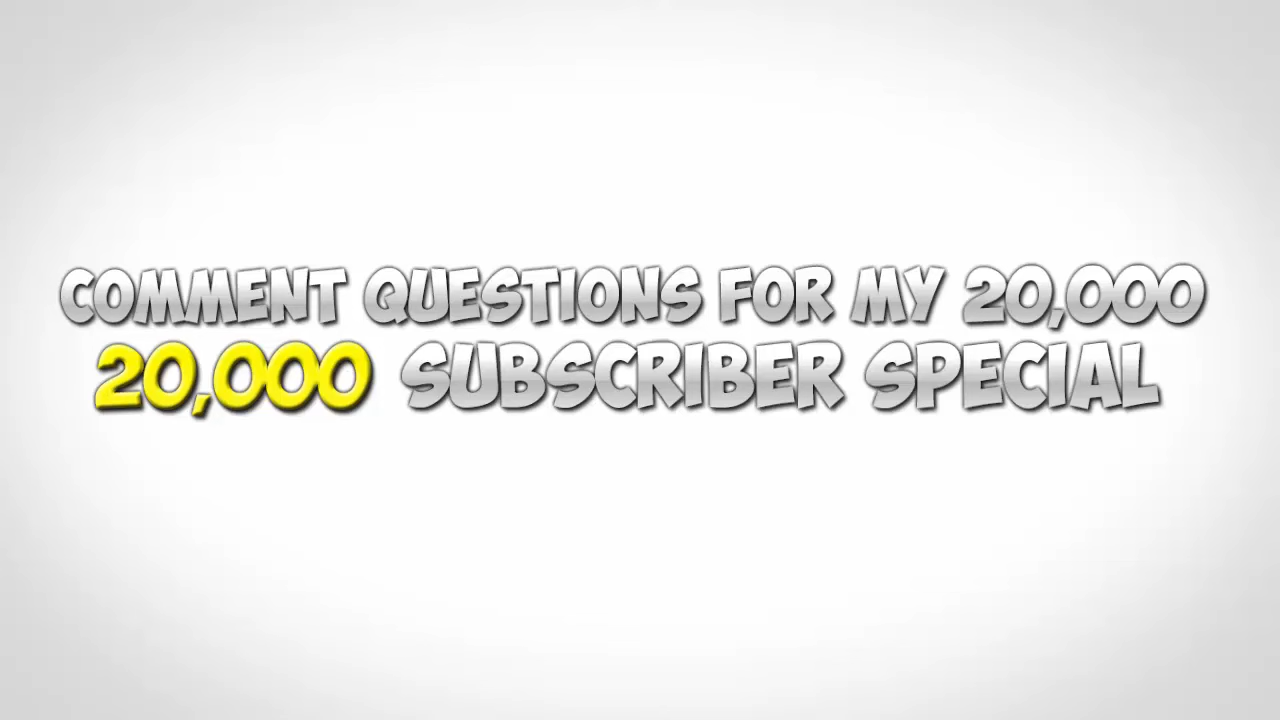 COMMENT QUESTIONS FOR MY 20,000
20,000 SUBSCRIBER SPECIAL